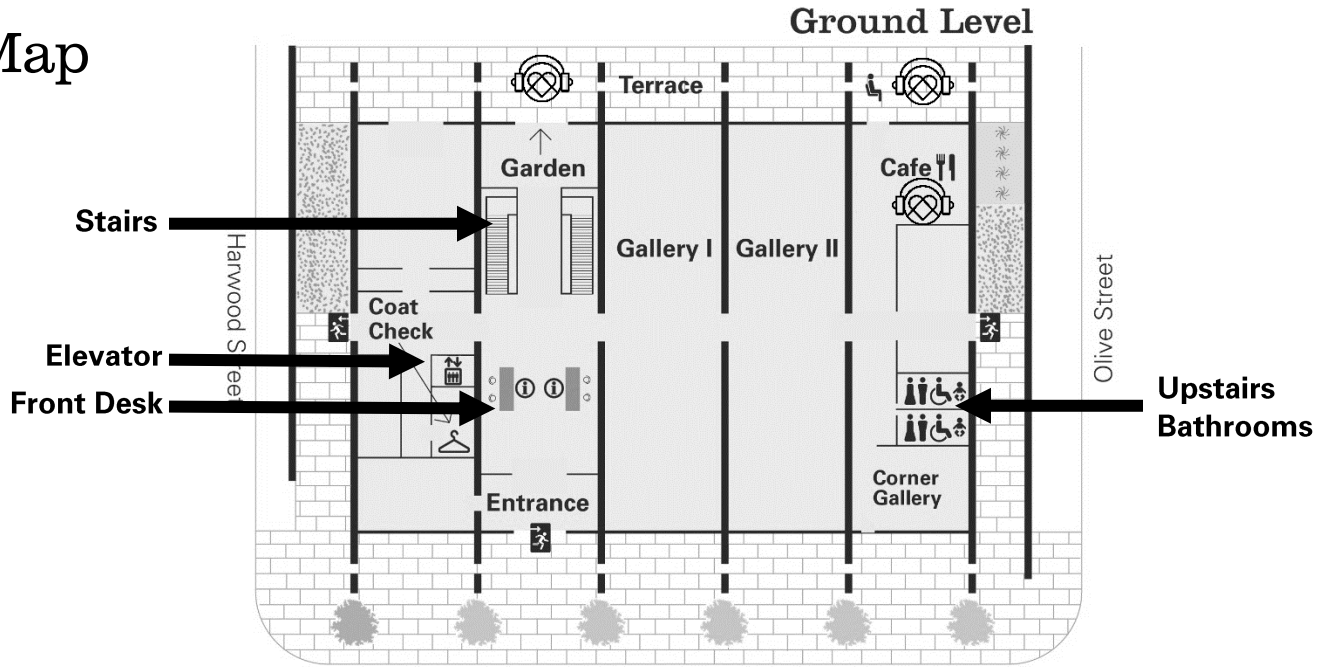 Map
Ground Level
Terrace
Garden
Cafe
Stairs
Gallery I
Gallery II
Harwood Street
Olive Street
Coat
Check
Elevator
Front Desk
Upstairs
Bathrooms
Corner
Gallery
Entrance